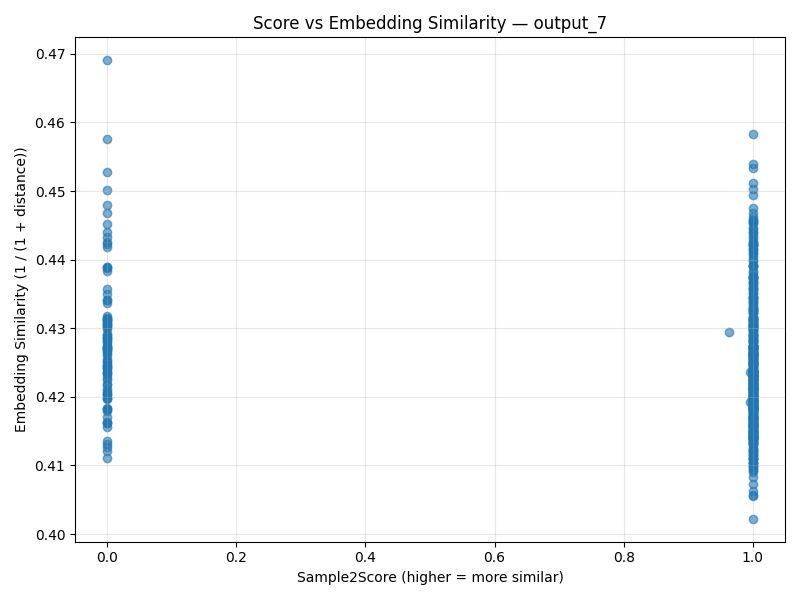 Score vs Embedding Similarity — output_7
Embedding Similarity (1 / (1 + distance))
0.47
0.46
0.45
0.44
0.43
0.42
0.41
0.40
0.0 0.2 0.4 0.6 0.8 1.0
Sample2Score (higher = more similar)